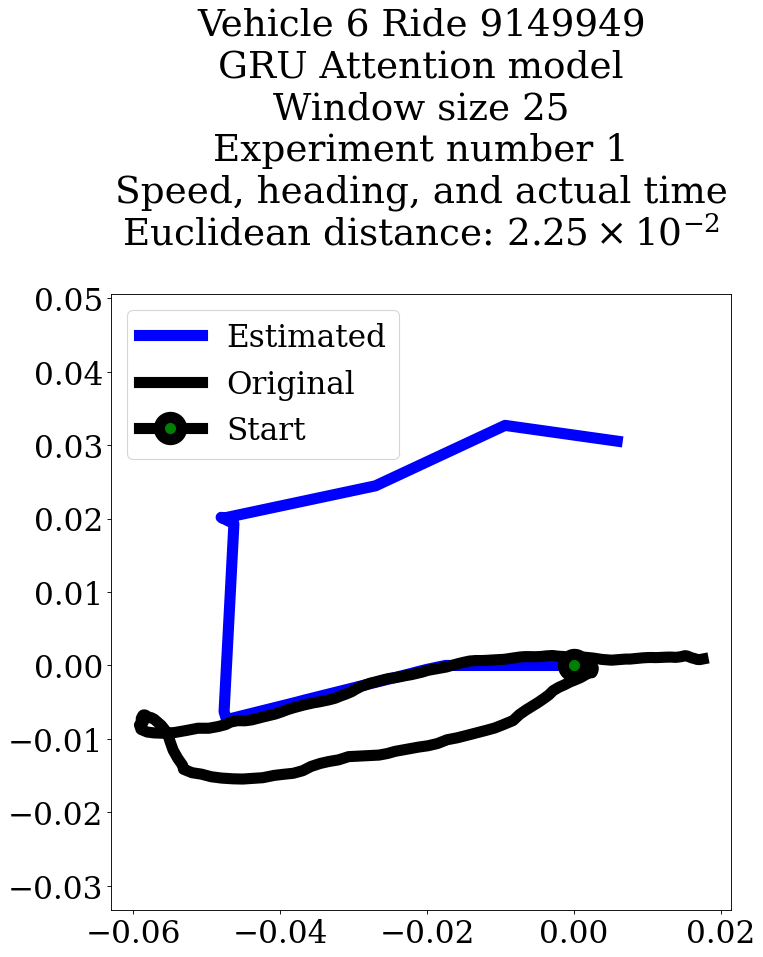 Vehicle 6 Ride 9149949
GRU Attention model
Window size 25
Experiment number 1
Speed, heading, and actual time
Euclidean distance: 2.25 × 10⁻²
Estimated
Original
Start
0.05
0.04
0.03
0.02
0.01
0.00
−0.01
−0.02
−0.03
−0.06 −0.04 −0.02 0.00 0.02